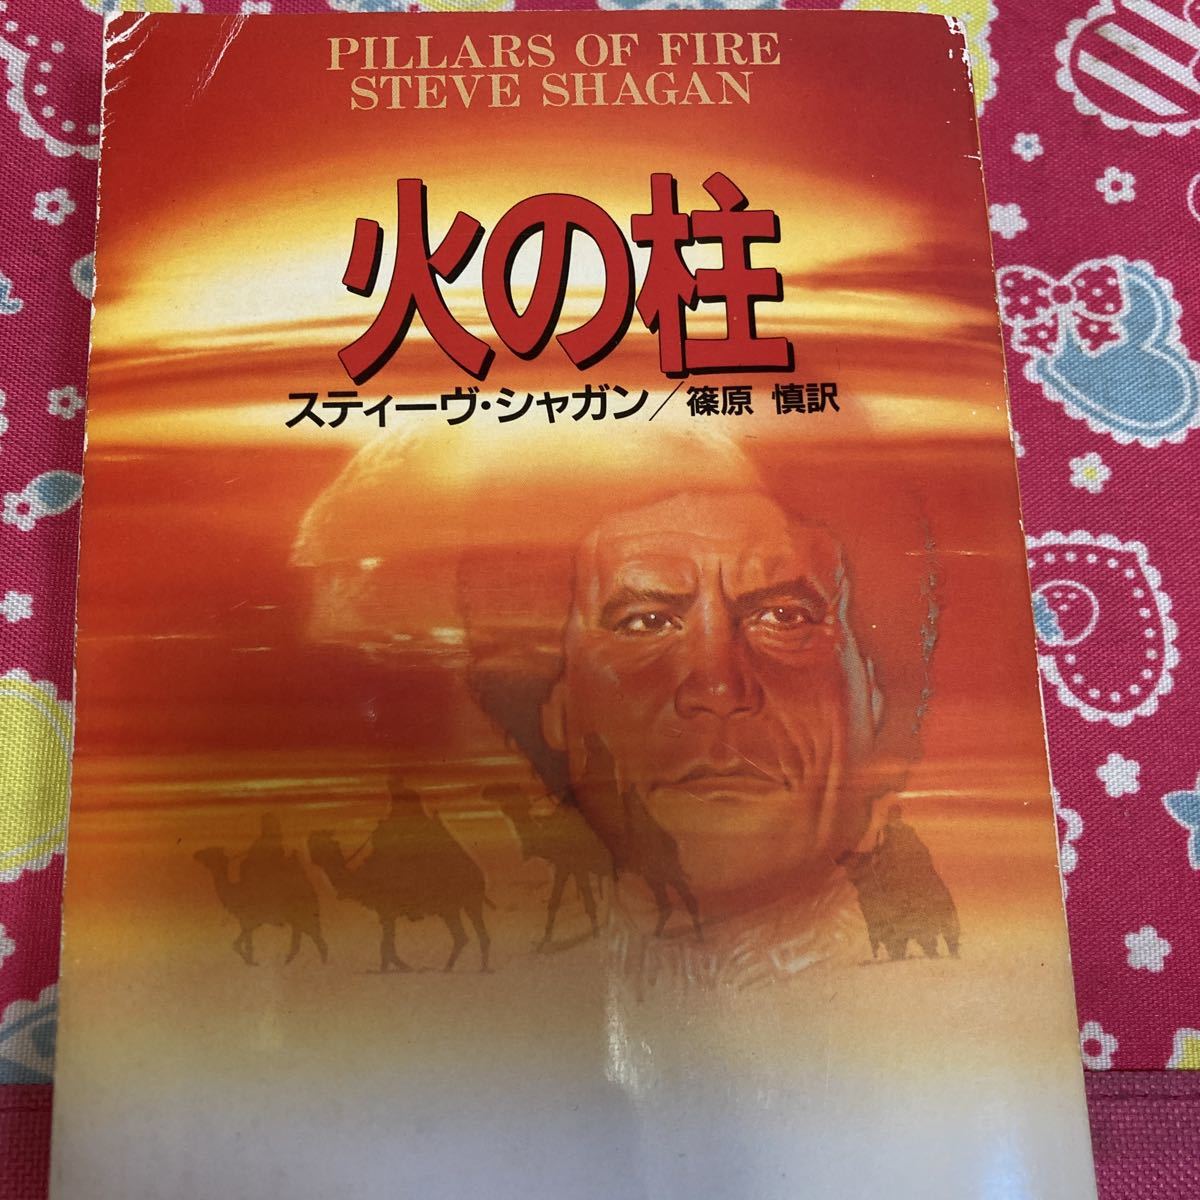 PILLARS OF FIRE
STEVE SHAGAN
火の柱
スティーヴ・シャガン/篠原 慎訳